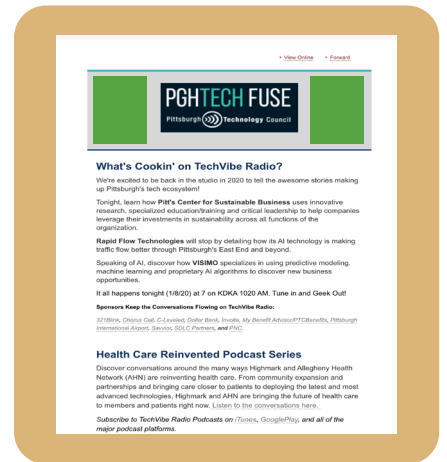 View Online
Forward
PGHTECH FUSE
Pittsburgh Technology Council
What's Cookin' on TechVibe Radio?
We're excited to be back in the studio in 2020 to tell the awesome stories making
up Pittsburgh's tech ecosystem!
Tonight, learn how Pitt's Center for Sustainable Business uses innovative
research, specialized education/training and critical leadership to help companies
leverage their investments in sustainability across all functions of the
organization.
Rapid Flow Technologies will stop by detailing how its AI technology is making
traffic flow better through Pittsburgh's East End and beyond.
Speaking of AI, discover how VISIMO specializes in using predictive modeling,
machine learning and proprietary AI algorithms to discover new business
opportunities.
It all happens tonight (1/8/20) at 7 on KDKA 1020 AM. Tune in and Geek Out!
Sponsors Keep the Conversations Flowing on TechVibe Radio:
321Blink, Chorus Call, C-Leveled, Dollar Bank, Involta, My Benefit Advisor/PTCBenefits, Pittsburgh
International Airport, Savvior, SDLC Partners, and PNC.
Health Care Reinvented Podcast Series
Discover conversations around the many ways Highmark and Allegheny Health
Network (AHN) are reinventing health care. From community expansion and
partnerships and bringing care closer to patients to deploying the latest and most
advanced technologies, Highmark and AHN are bringing the future of health care
to members and patients right now. Listen to the conversations here.
Subscribe to TechVibe Radio Podcasts on iTunes, GooglePlay, and all of the
major podcast platforms.